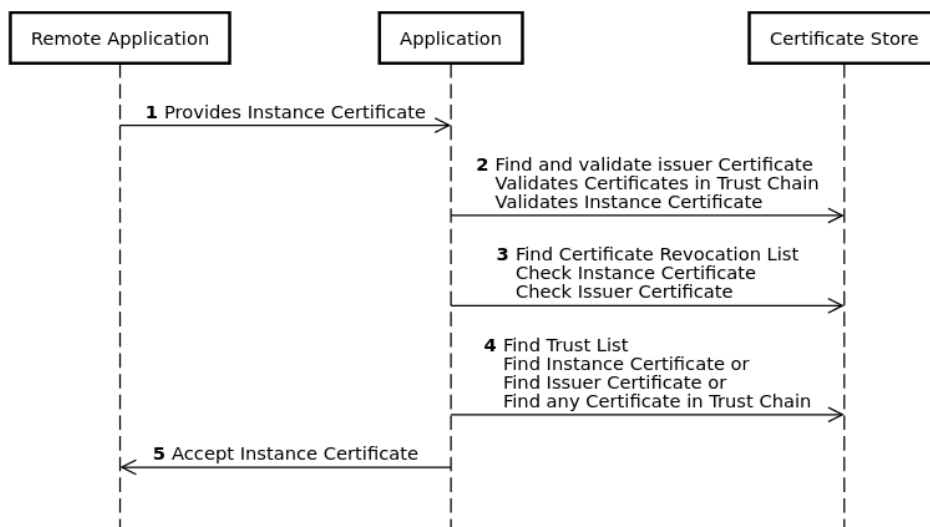 Remote Application
Application
Certificate Store
1 Provides Instance Certificate
2 Find and validate issuer Certificate
Validates Certificates in Trust Chain
Validates Instance Certificate
3 Find Certificate Revocation List
Check Instance Certificate
Check Issuer Certificate
4 Find Trust List
Find Instance Certificate or
Find Issuer Certificate or
Find any Certificate in Trust Chain
5 Accept Instance Certificate